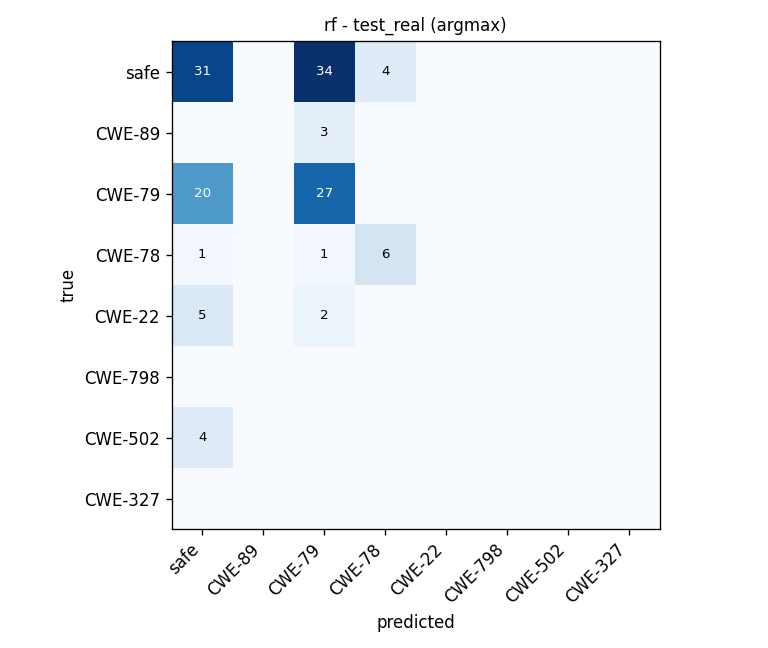 rf - test_real (argmax)
safe 31 34 4
CWE-89 3
CWE-79 20 27
CWE-78 1 1 6
CWE-22 5 2
CWE-798
CWE-502 4
CWE-327
true
safe CWE-89 CWE-79 CWE-78 CWE-22 CWE-798 CWE-502 CWE-327
predicted